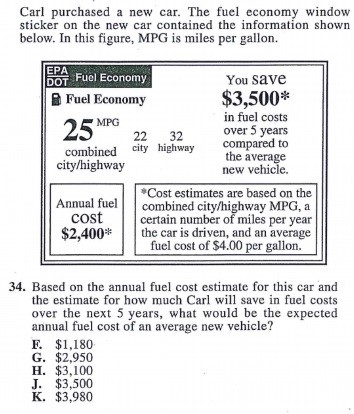 Carl purchased a new car. The fuel economy window
sticker on the new car contained the information shown
below. In this figure, MPG is miles per gallon.
EPA
DOT Fuel Economy
Fuel Economy
25 MPG
combined
city/highway
22
city
32
highway
You save
$3,500*
in fuel costs
over 5 years
compared to
the average
new vehicle.
Annual fuel
cost
$2,400*
*Cost estimates are based on the
combined city/highway MPG, a
certain number of miles per year
the car is driven, and an average
fuel cost of $4.00 per gallon.
34. Based on the annual fuel cost estimate for this car and
the estimate for how much Carl will save in fuel costs
over the next 5 years, what would be the expected
annual fuel cost of an average new vehicle?
F. $1,180
G. $2,950
H. $3,100
J. $3,500
K. $3,980